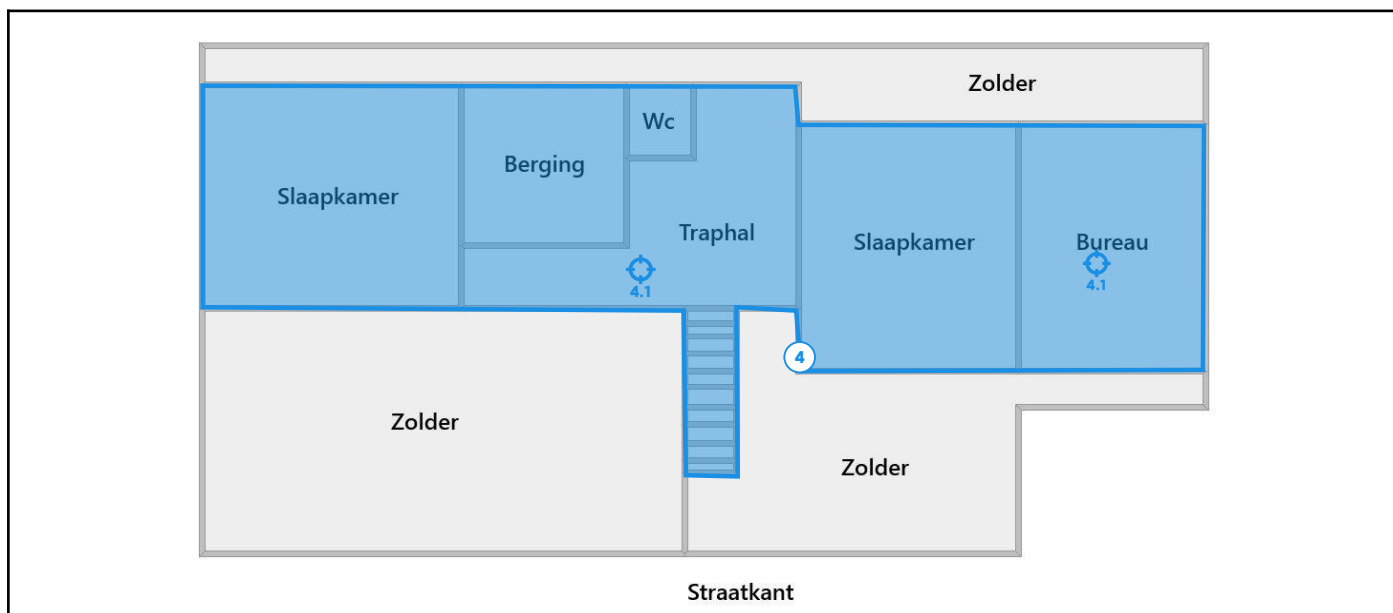 Zolder
Wc
Berging
Slaapkamer
Traphal
Slaapkamer
Bureau
4.1
4.1
4
Zolder
Zolder
Straatkant